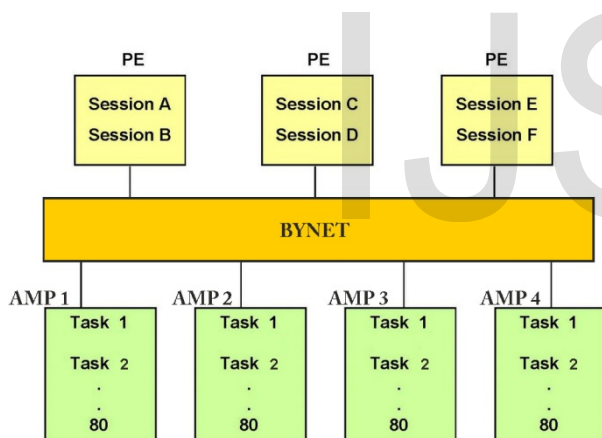 PE PE PE
Session A Session C Session E
Session B Session D Session F
IJS
BYNET
AMP 1 AMP 2 AMP 3 AMP 4
Task 1 Task 1 Task 1 Task 1
Task 2 Task 2 Task 2 Task 2
. . . .
. . . .
80 80 80 80